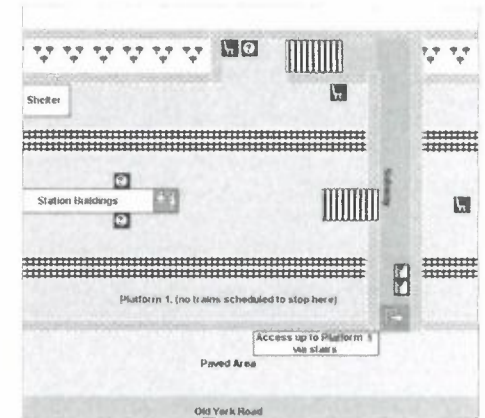 Shelter
Station Buildings
Platform 1. (no trains scheduled to stop here)
Access up to Platform 1
via stairs
Paved Area
Old York Road